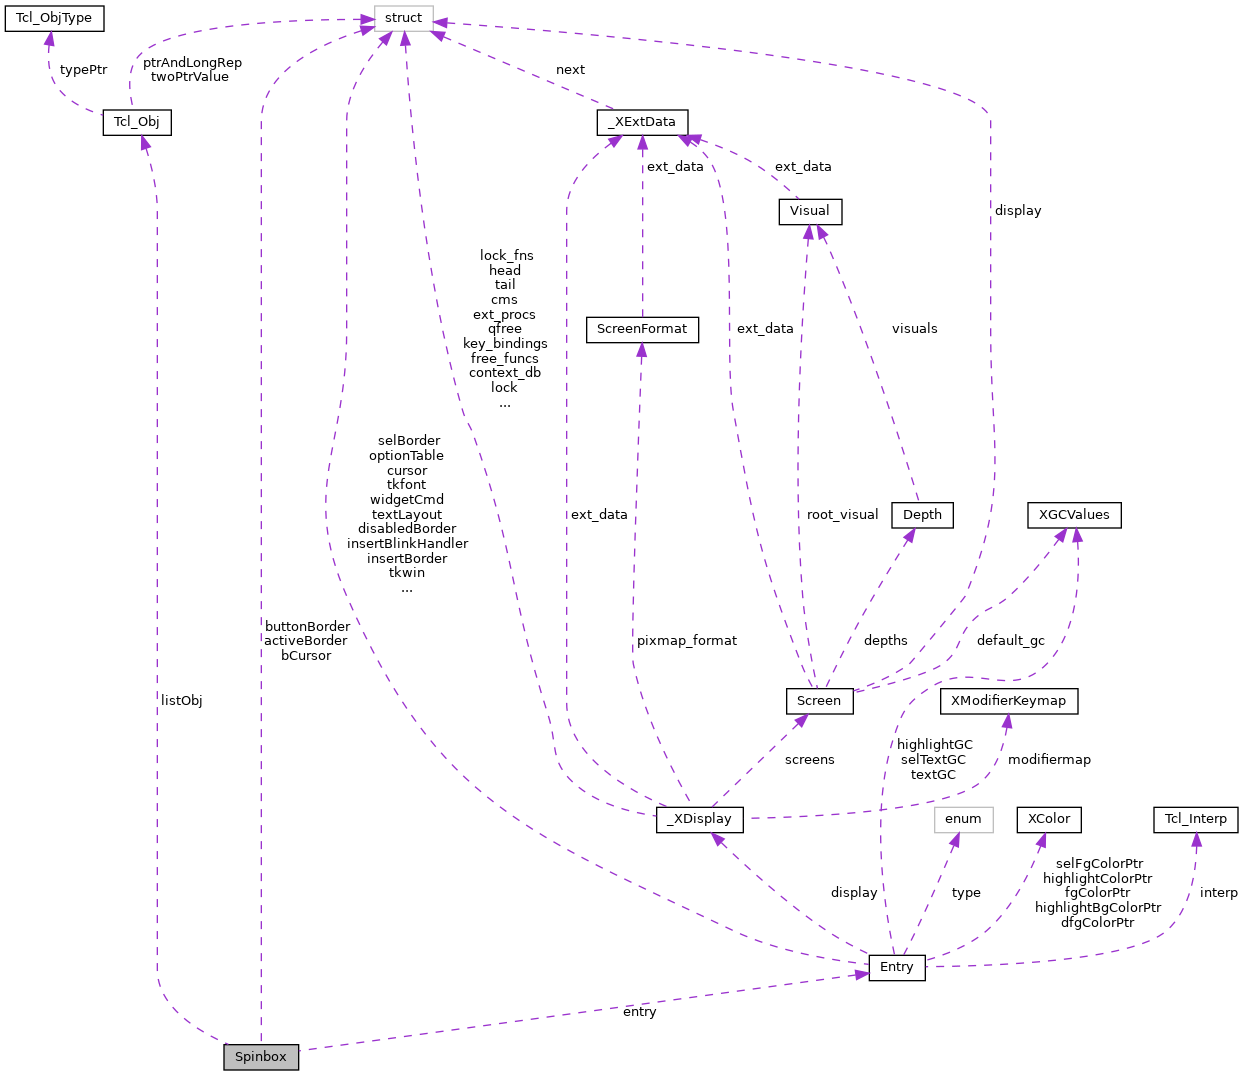 Tcl_ObjType
struct
typePtr
ptrAndLongRep
twoPtrValue
next
Tcl_Obj
_XExtData
ext_data
ext_data
Visual
display
lock_fns
head
tail
cms
ext_procs
qfree
key_bindings
free_funcs
context_db
lock
...
ScreenFormat
ext_data
visuals
selBorder
optionTable
cursor
tkfont
widgetCmd
textLayout
disabledBorder
insertBlinkHandler
insertBorder
tkwin
...
ext_data
root_visual
Depth
XGCValues
buttonBorder
activeBorder
bCursor
pixmap_format
depths
default_gc
listObj
Screen
XModifierKeymap
highlightGC
selTextGC
textGC
screens
modifiermap
_XDisplay
enum
XColor
Tcl_Interp
display
type
selFgColorPtr
highlightColorPtr
fgColorPtr
highlightBgColorPtr
dfgColorPtr
interp
Entry
entry
Spinbox